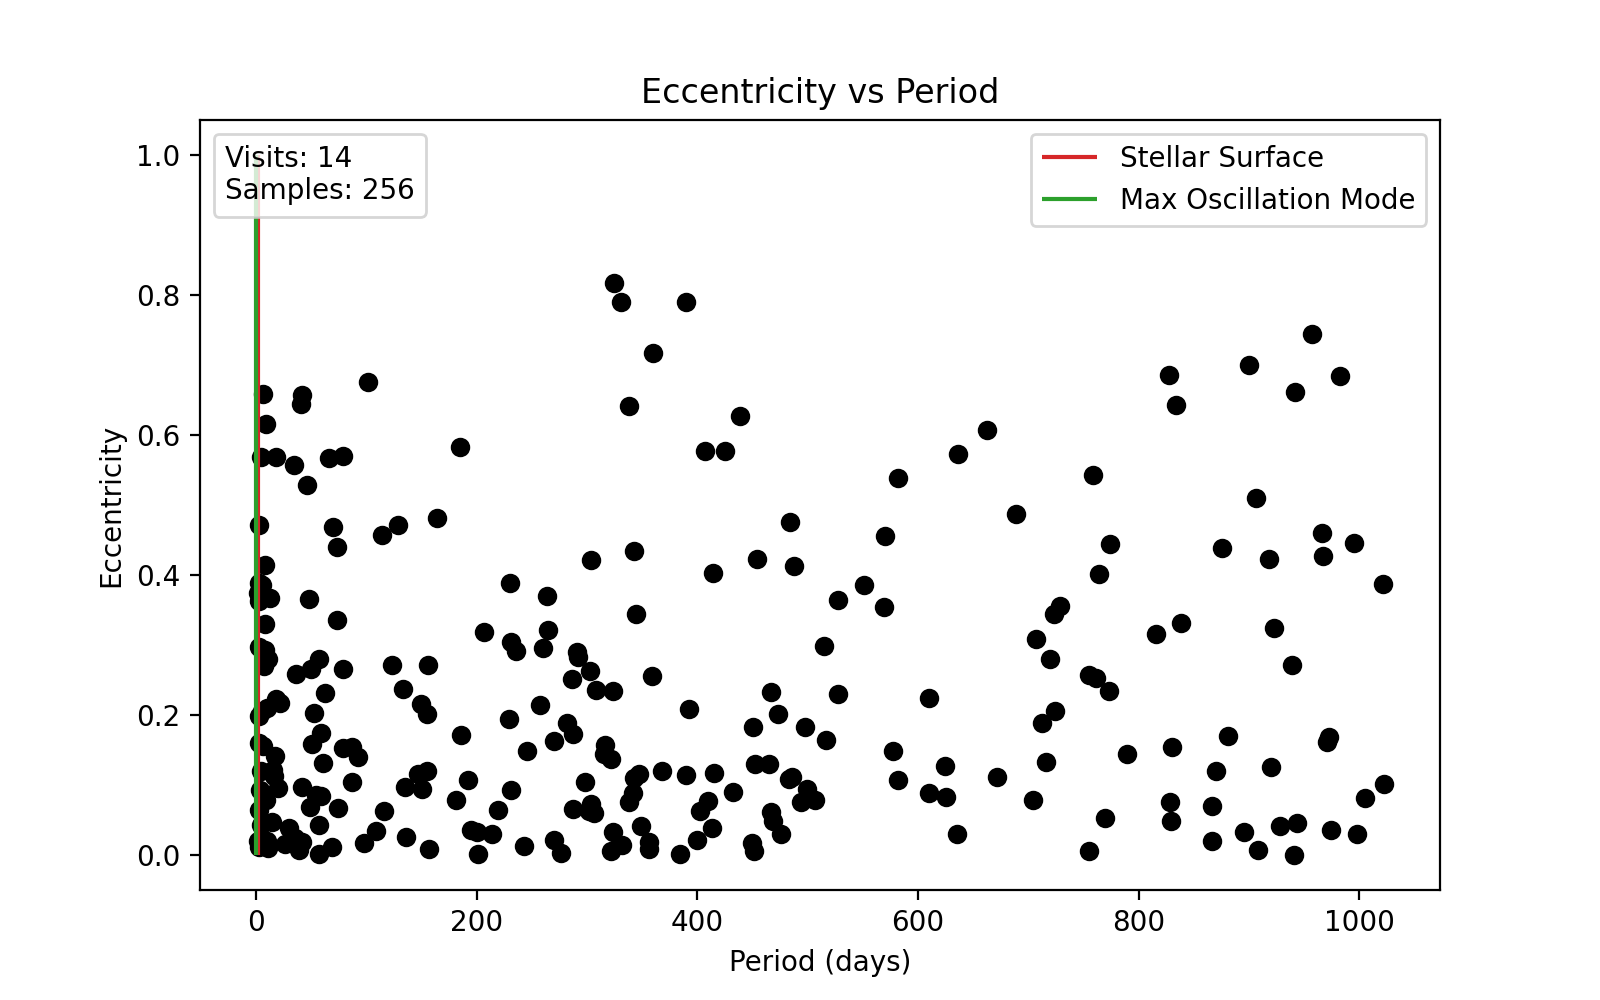 Eccentricity vs Period
Visits: 14
Samples: 256
Stellar Surface
Max Oscillation Mode
Eccentricity
1.0
0.8
0.6
0.4
0.2
0.0
0
200
400
600
800
1000
Period (days)